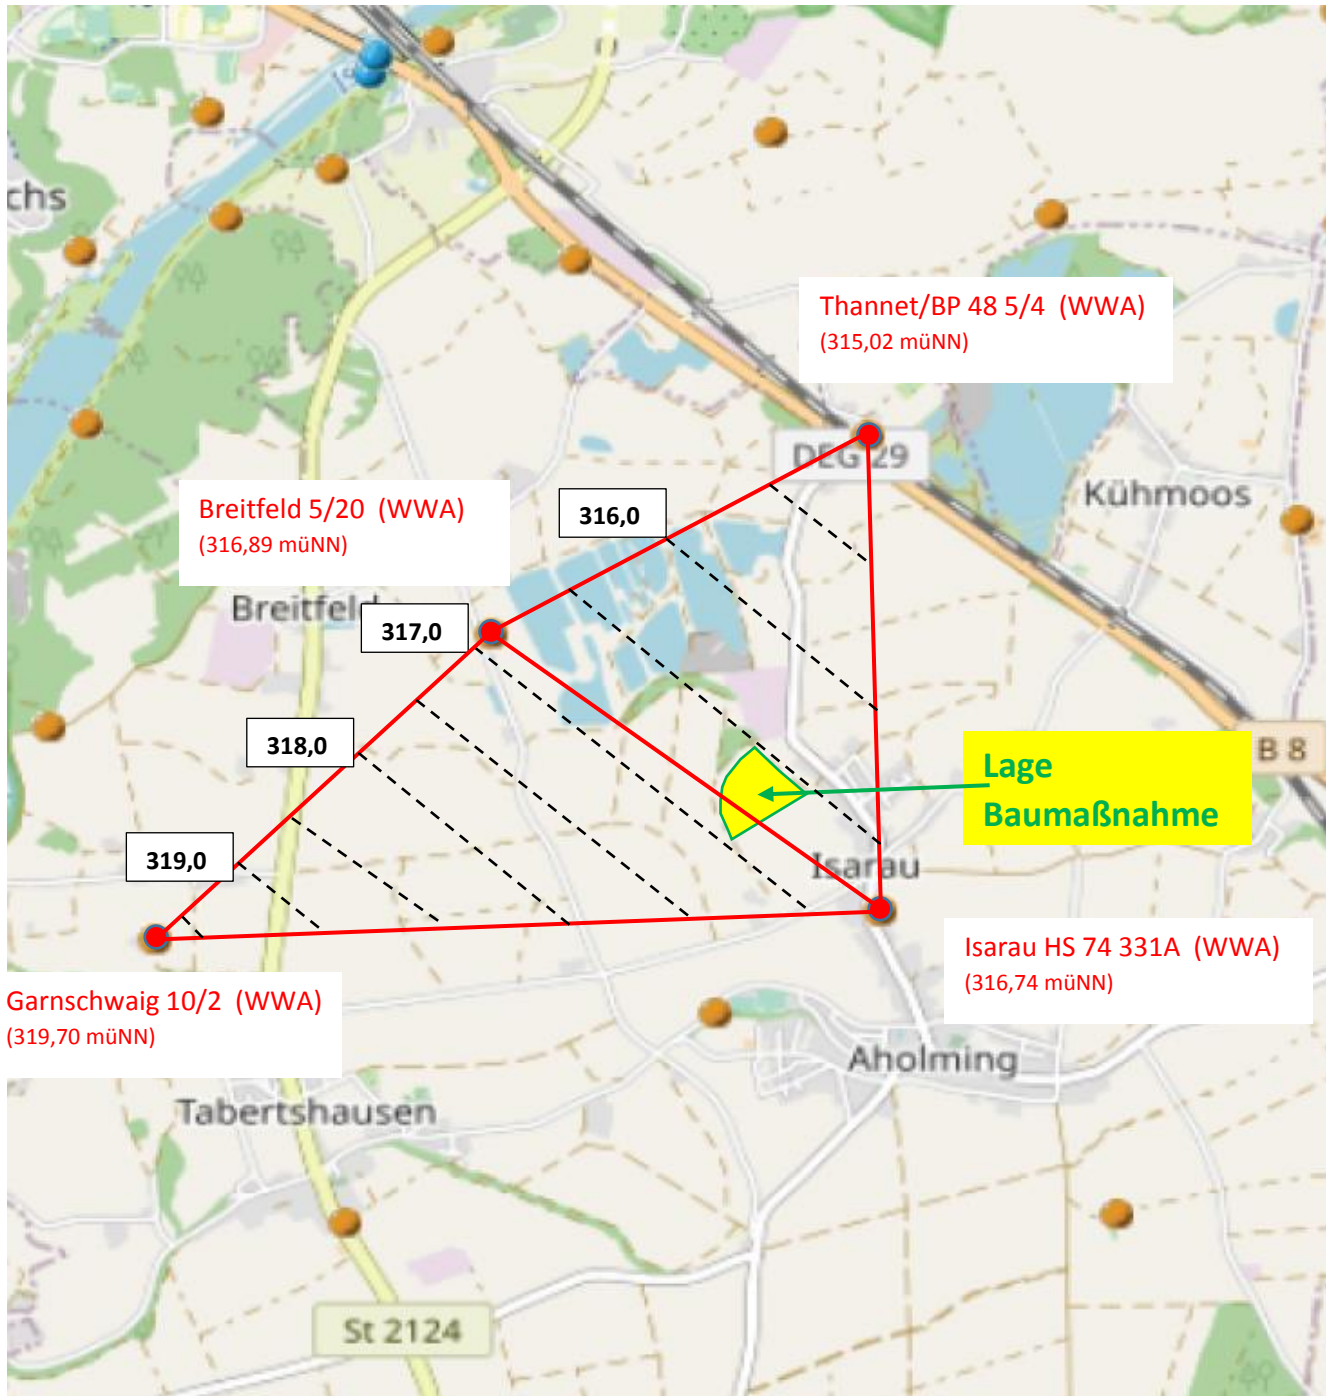 chs
Thannet/BP 48 5/4 (WWA)
(315,02 müNN)
DEG 29
Kühmoos
Breitfeld 5/20 (WWA)
(316,89 müNN)
316,0
Breitfeld
317,0
318,0
B 8
Lage
Baumaßnahme
319,0
Isarau
Isarau HS 74 331A (WWA)
(316,74 müNN)
Garnschwaig 10/2 (WWA)
(319,70 müNN)
Aholming
Tabertshausen
St 2124